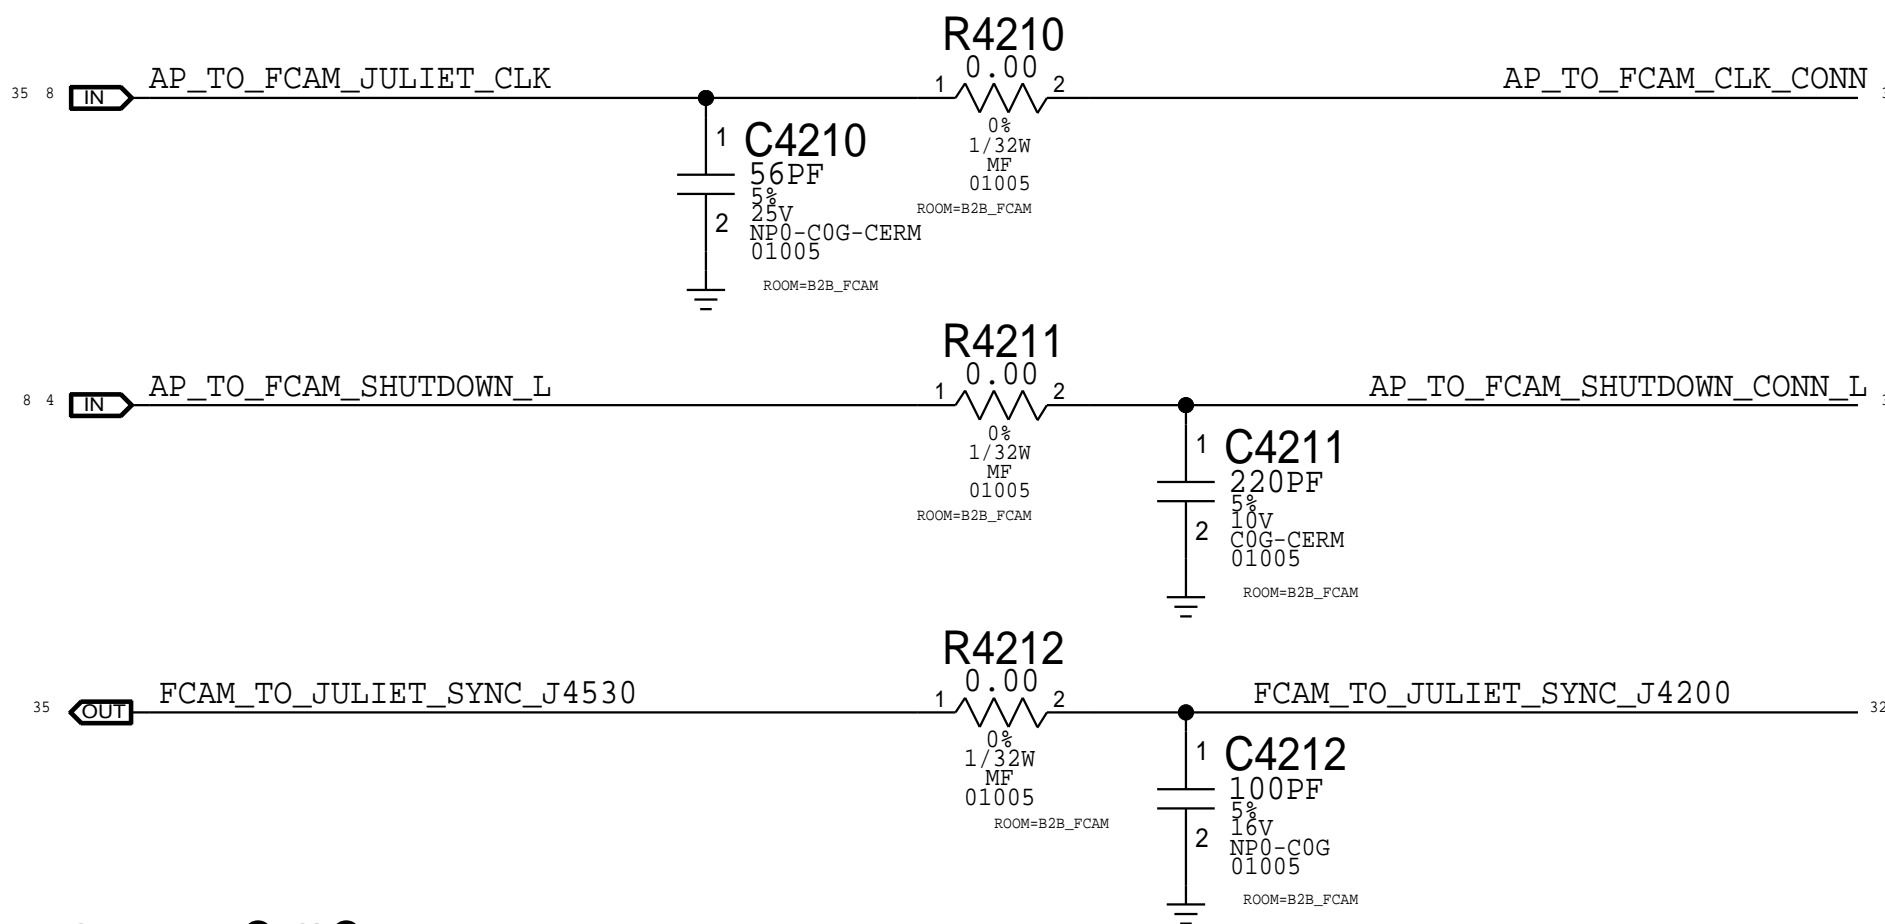 R4210
0.00
35 8 IN AP_TO_FCAM_JULIET_CLK 1 2 AP_TO_FCAM_CLK_CONN
0%
1/32W
MF
01005
ROOM=B2B_FCAM
1 C4210
56PF
5%
25V
2 NP0-C0G-CERM
01005
ROOM=B2B_FCAM
R4211
0.00
8 4 IN AP_TO_FCAM_SHUTDOWN_L 1 2 AP_TO_FCAM_SHUTDOWN_CONN_L
0%
1/32W
MF
01005
ROOM=B2B_FCAM
1 C4211
220PF
5%
10V
2 C0G-CERM
01005
ROOM=B2B_FCAM
R4212
0.00
35 OUT FCAM_TO_JULIET_SYNC_J4530 1 2 FCAM_TO_JULIET_SYNC_J4200 32
0%
1/32W
MF
01005
ROOM=B2B_FCAM
1 C4212
100PF
5%
16V
2 NP0-C0G
01005
ROOM=B2B_FCAM